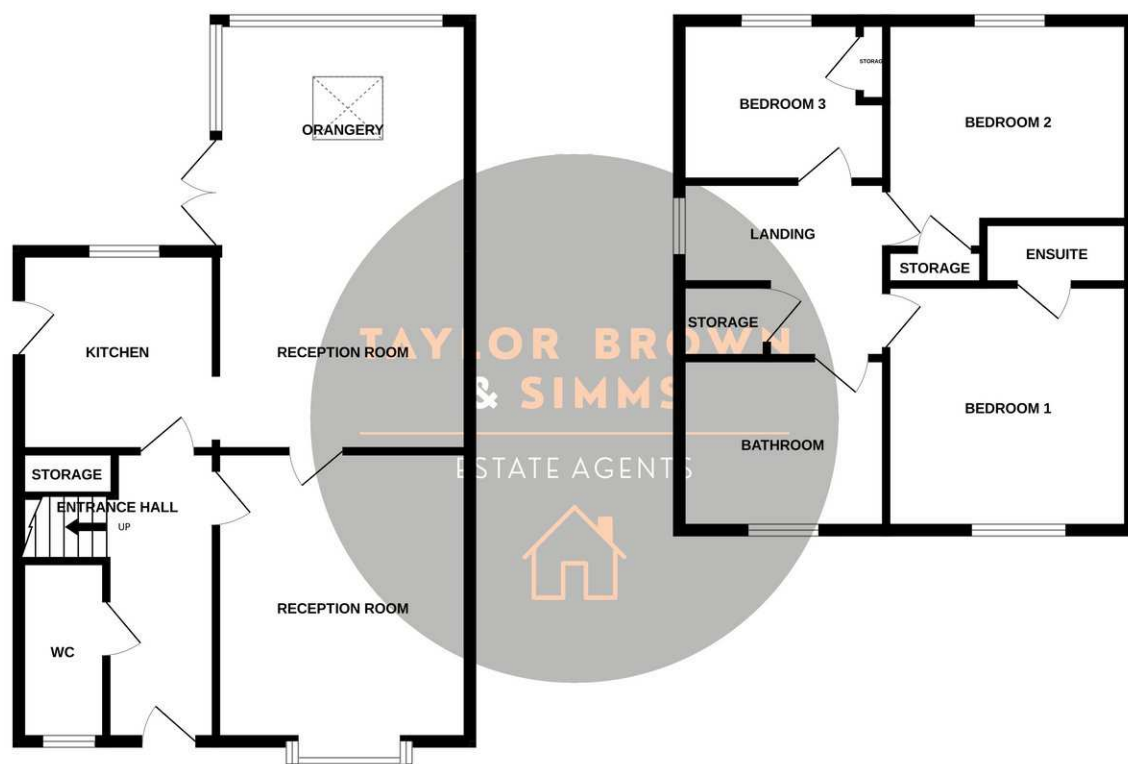 ORANGERY
KITCHEN
RECEPTION ROOM
STORAGE
ENTRANCE HALL
UP
RECEPTION ROOM
WC
STORAGE
BEDROOM 3
BEDROOM 2
LANDING
ENSUITE
STORAGE
STORAGE
BEDROOM 1
BATHROOM
TAYLOR BROWN
& SIMMS
ESTATE AGENTS